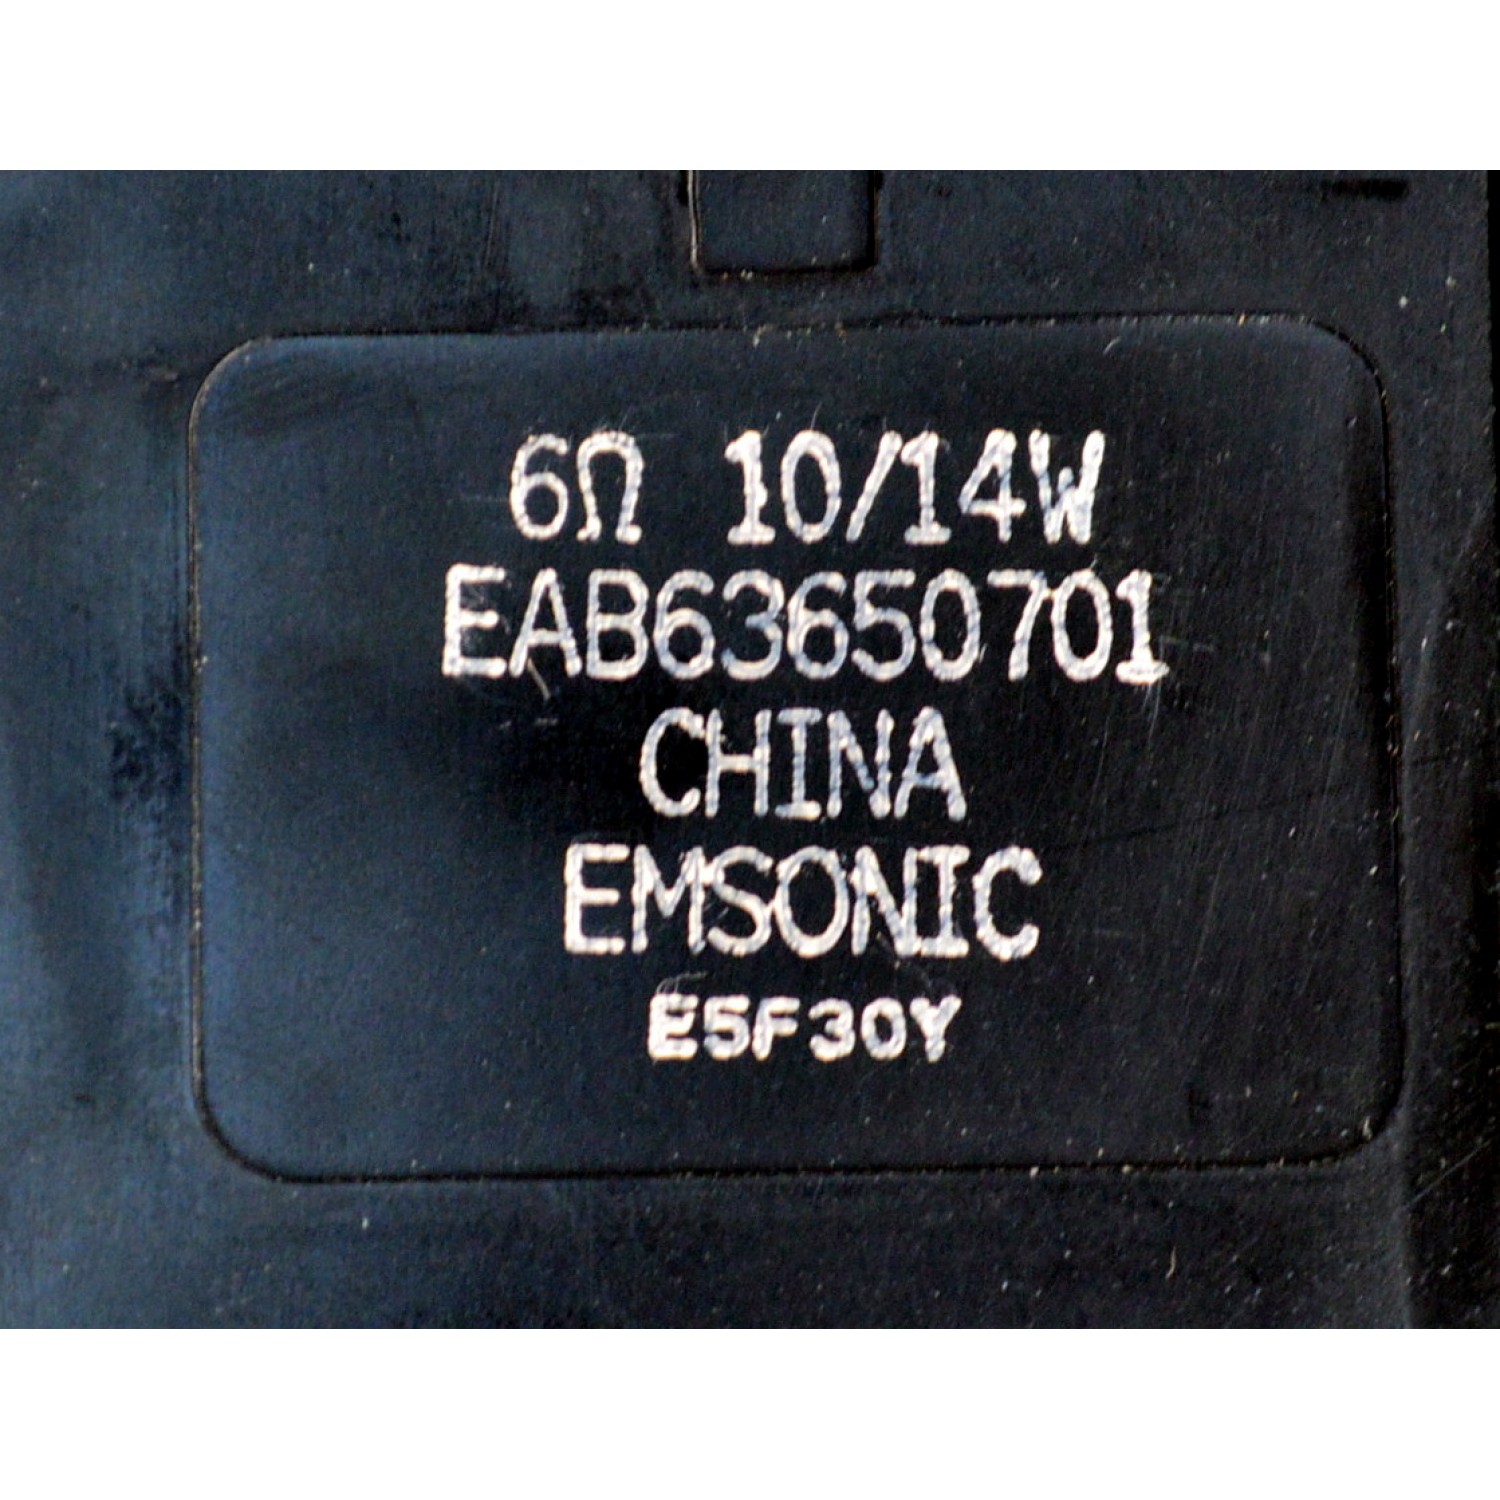 6Ω 10/14W
EAB63650701
CHINA
EMSONIC
E5F30Y